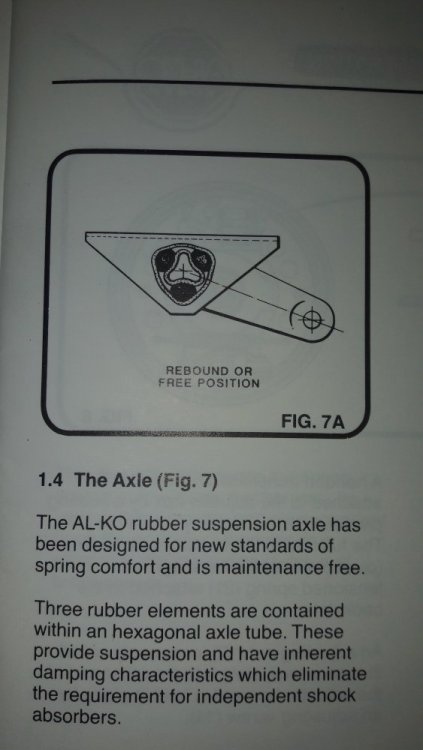 REBOUND OR
FREE POSITION
FIG. 7A
1.4 The Axle (Fig. 7)
The AL-KO rubber suspension axle has
been designed for new standards of
spring comfort and is maintenance free.
Three rubber elements are contained
within an hexagonal axle tube. These
provide suspension and have inherent
damping characteristics which eliminate
the requirement for independent shock
absorbers.